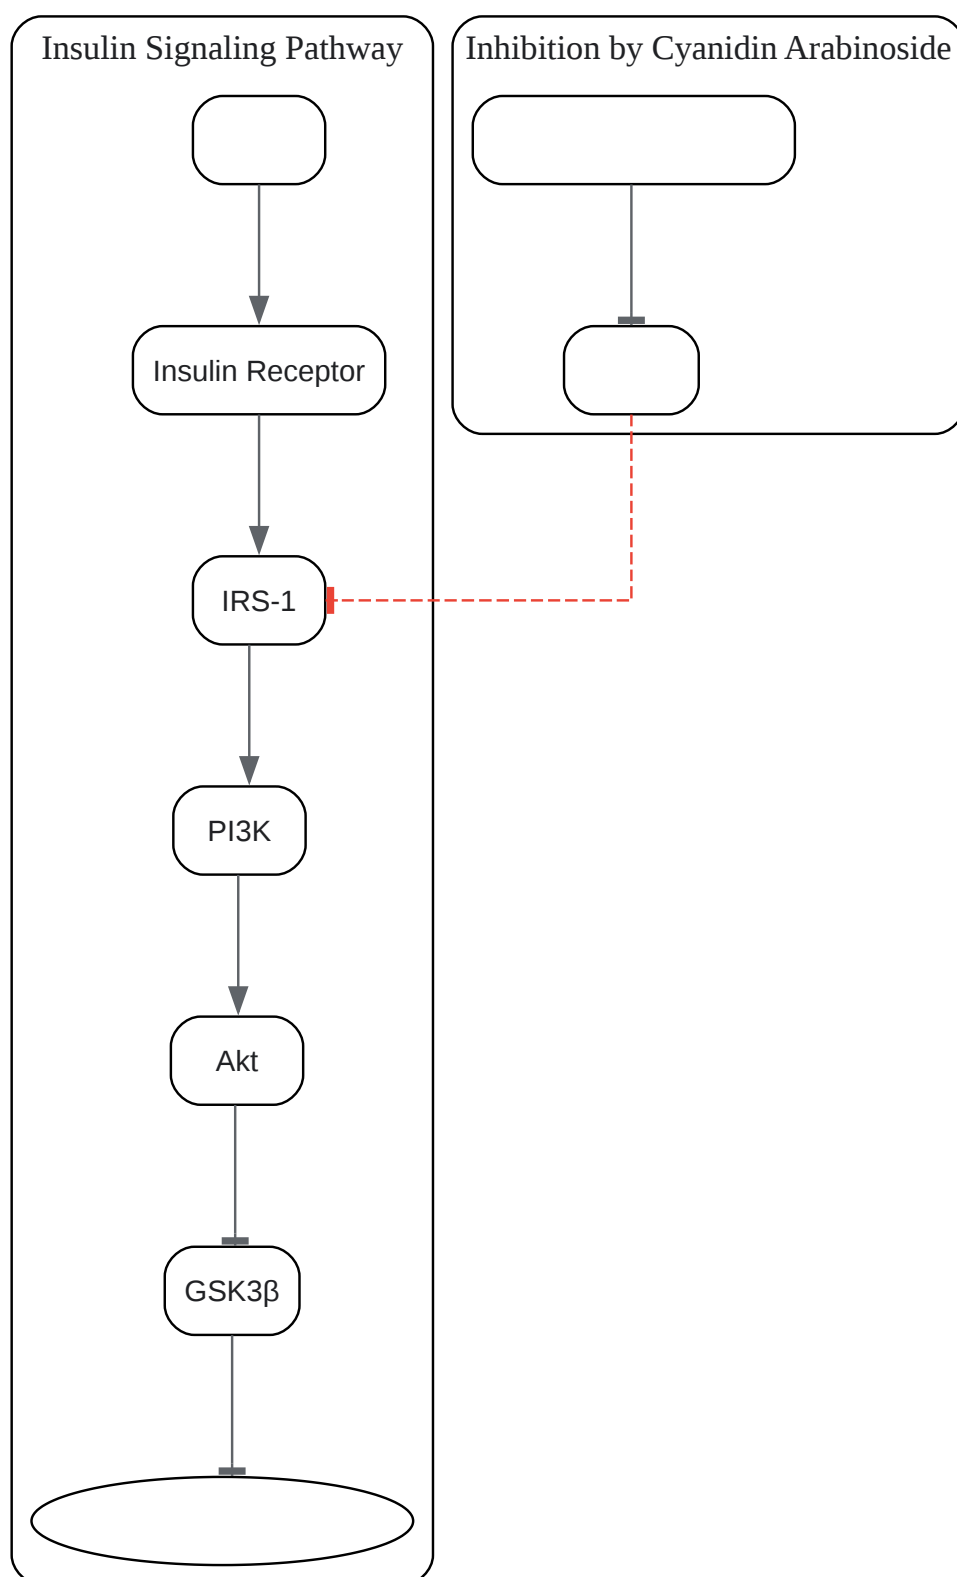 Insulin Signaling Pathway
Inhibition by Cyanidin Arabinoside
Insulin Receptor
IRS-1
PI3K
Akt
GSK3β